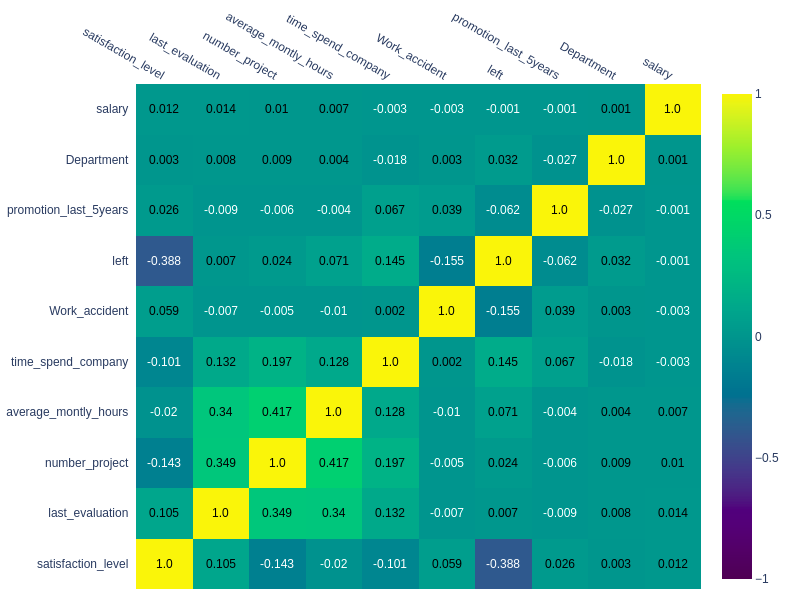 satisfaction_level last_evaluation number_project average_montly_hours time_spend_company Work_accident left promotion_last_5years Department salary
salary 0.012 0.014 0.01 0.007 -0.003 -0.003 -0.001 -0.001 0.001 1.0
Department 0.003 0.008 0.009 0.004 -0.018 0.003 0.032 -0.027 1.0 0.001
promotion_last_5years 0.026 -0.009 -0.006 -0.004 0.067 0.039 -0.062 1.0 -0.027 -0.001
left -0.388 0.007 0.024 0.071 0.145 -0.155 1.0 -0.062 0.032 -0.001
Work_accident 0.059 -0.007 -0.005 -0.01 0.002 1.0 -0.155 0.039 0.003 -0.003
time_spend_company -0.101 0.132 0.197 0.128 1.0 0.002 0.145 0.067 -0.018 -0.003
average_montly_hours -0.02 0.34 0.417 1.0 0.128 -0.01 0.071 -0.004 0.004 0.007
number_project -0.143 0.349 1.0 0.417 0.197 -0.005 0.024 -0.006 0.009 0.01
last_evaluation 0.105 1.0 0.349 0.34 0.132 -0.007 0.007 -0.009 0.008 0.014
satisfaction_level 1.0 0.105 -0.143 -0.02 -0.101 0.059 -0.388 0.026 0.003 0.012
1
0.5
0
−0.5
−1